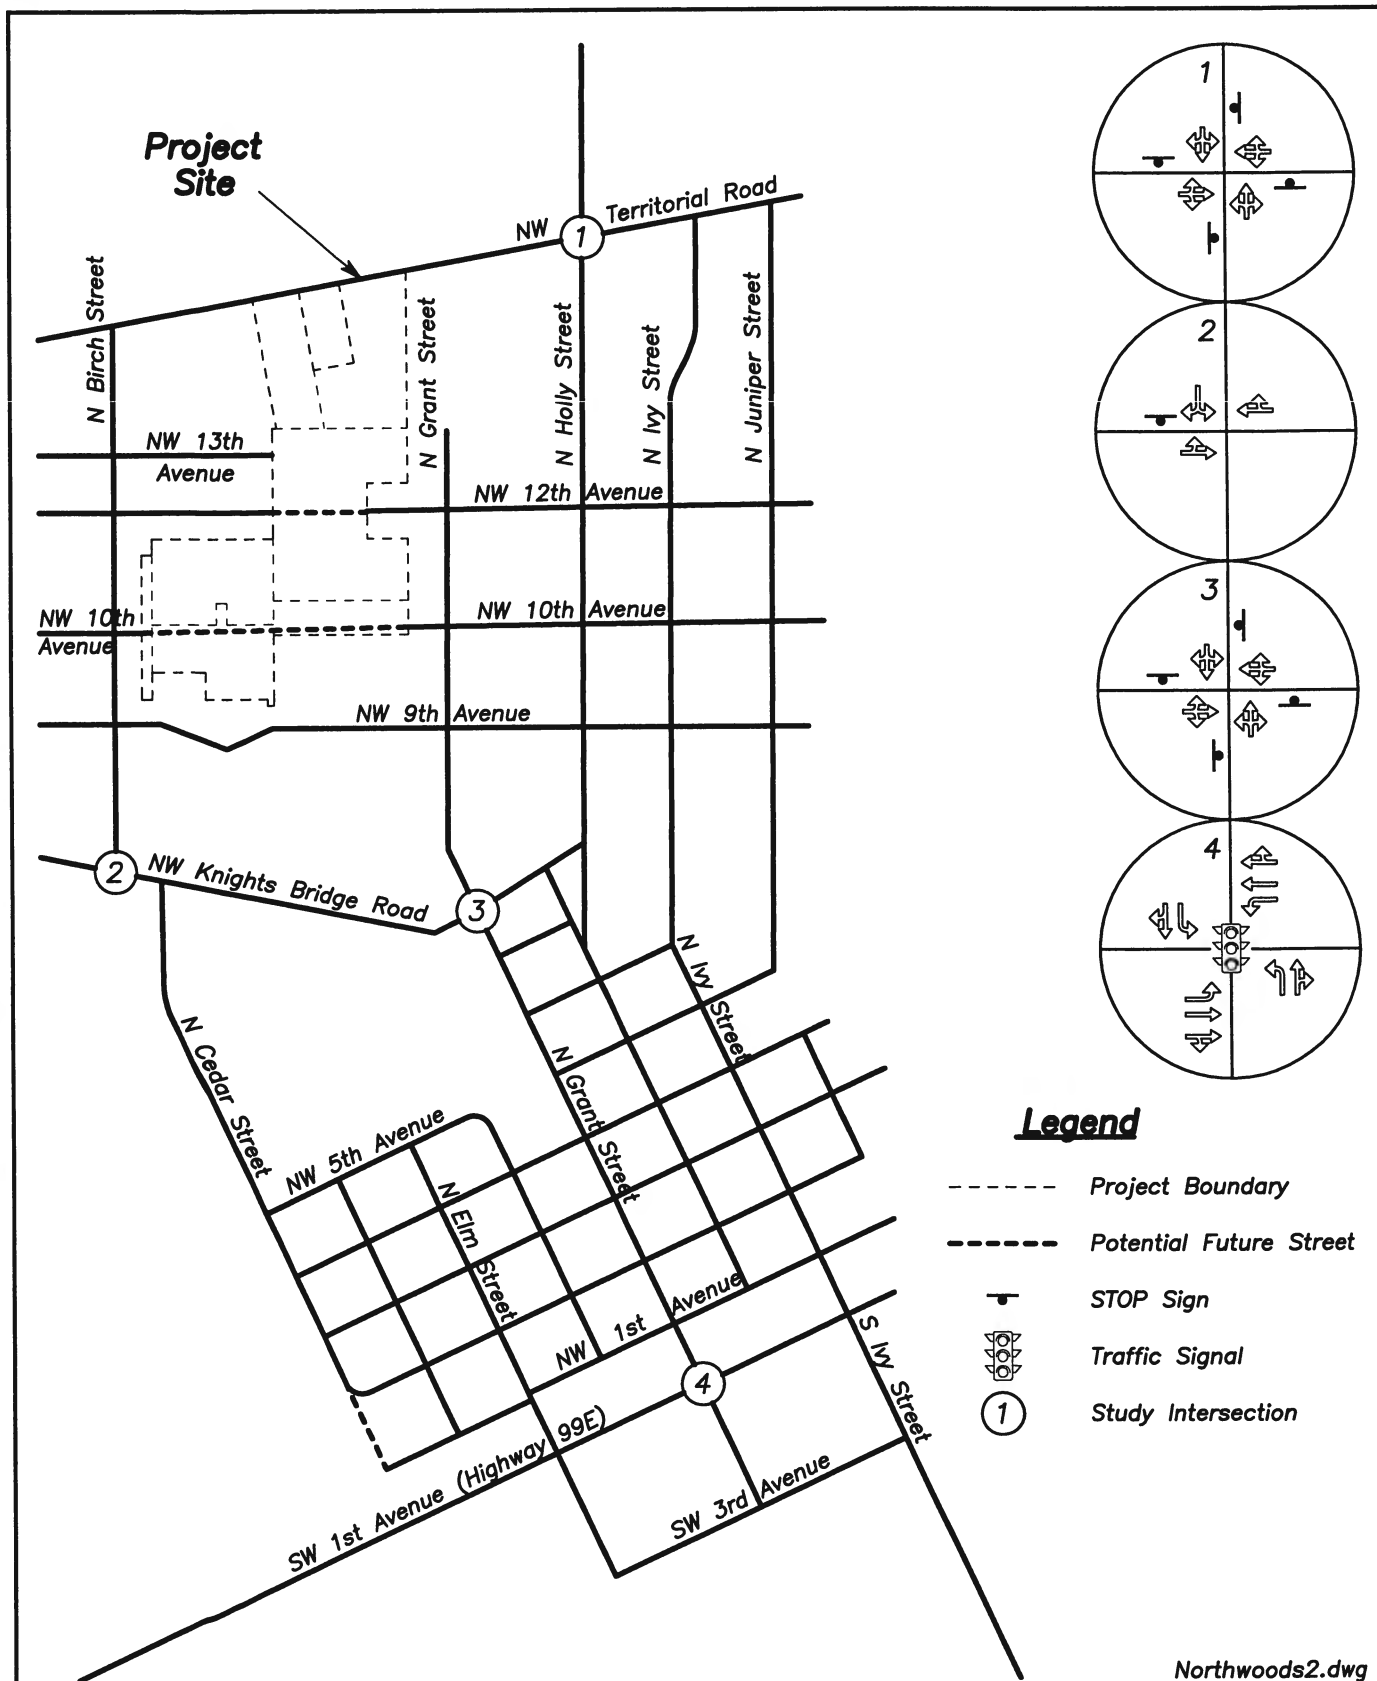 Project
Site
NW
1
Territorial Road
N Birch Street
N Grant Street
N Holly Street
N Ivy Street
N Juniper Street
NW 13th
Avenue
NW 12th Avenue
NW 10th
Avenue
NW 10th Avenue
NW 9th Avenue
2
NW Knights Bridge Road
3
N Ivy Street
N Cedar Street
N Grant Street
NW 5th Avenue
N Elm Street
NW 1st Avenue
4
S Ivy Street
SW 1st Avenue (Highway 99E)
SW 3rd Avenue
1
2
3
4
Legend
Project Boundary
Potential Future Street
STOP Sign
Traffic Signal
1
Study Intersection
Northwoods2.dwg